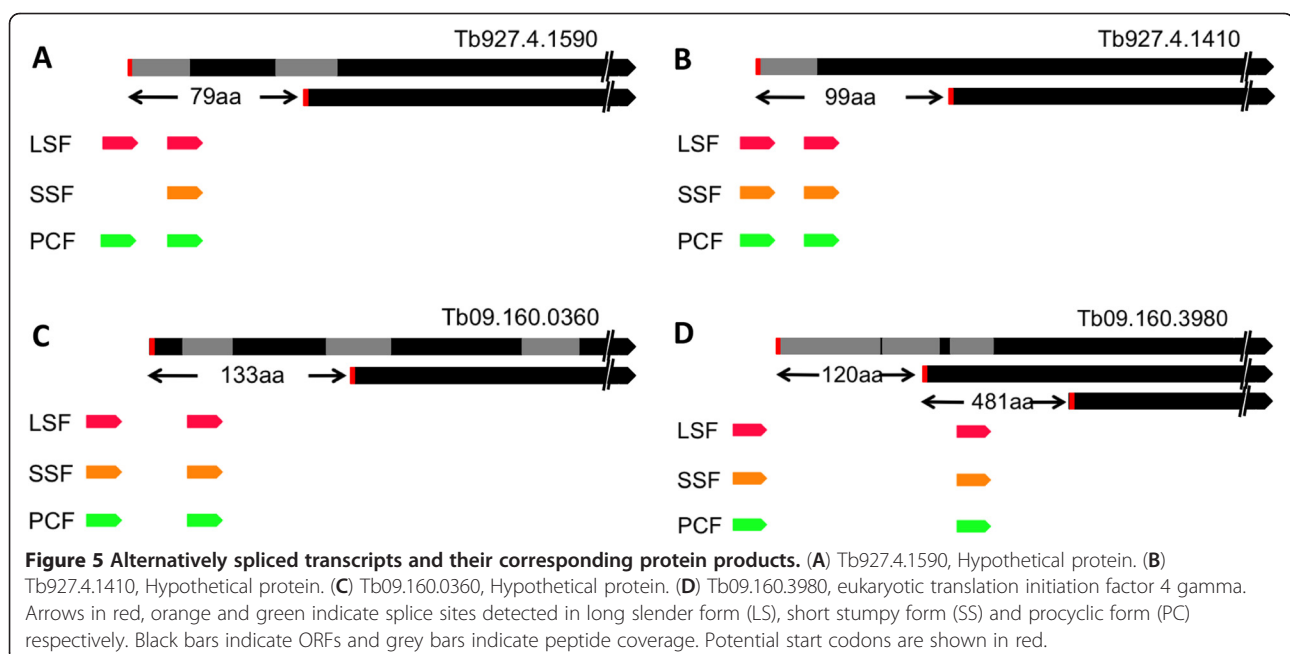 A
Tb927.4.1590
79aa
LSF
SSF
PCF
B
Tb927.4.1410
99aa
LSF
SSF
PCF
C
Tb09.160.0360
133aa
LSF
SSF
PCF
D
Tb09.160.3980
120aa
481aa
LSF
SSF
PCF
Figure 5 Alternatively spliced transcripts and their corresponding protein products. (A) Tb927.4.1590, Hypothetical protein. (B)
Tb927.4.1410, Hypothetical protein. (C) Tb09.160.0360, Hypothetical protein. (D) Tb09.160.3980, eukaryotic translation initiation factor 4 gamma.
Arrows in red, orange and green indicate splice sites detected in long slender form (LS), short stumpy form (SS) and procyclic form (PC)
respectively. Black bars indicate ORFs and grey bars indicate peptide coverage. Potential start codons are shown in red.